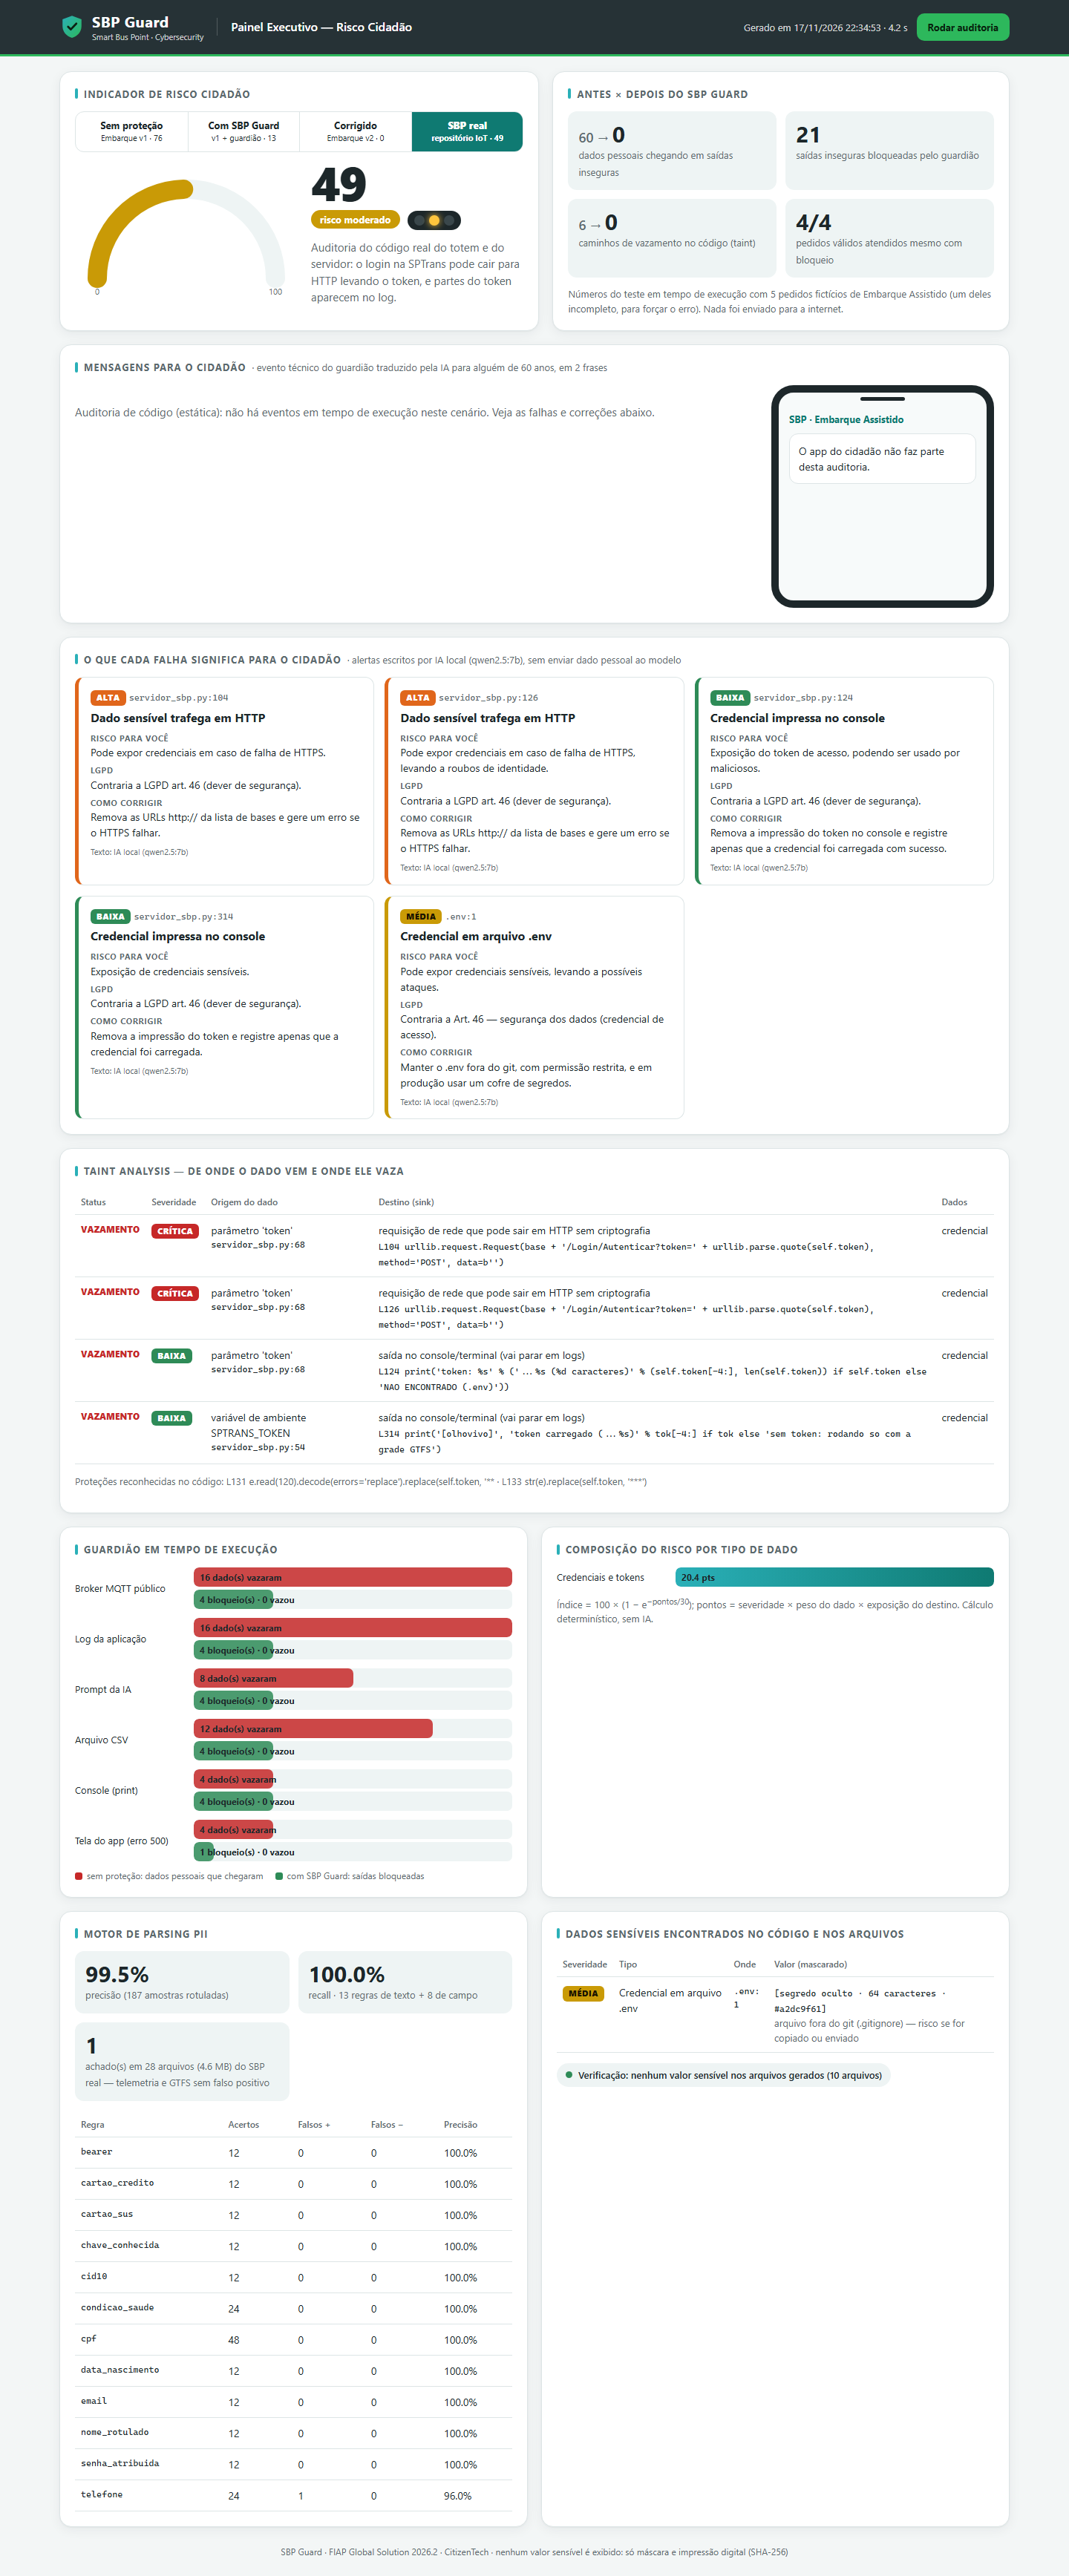 SBP Guard
Smart Bus Point · Cybersecurity
Painel Executivo — Risco Cidadão
Gerado em 17/11/2026 22:34:53 · 4.2 s
Rodar auditoria
INDICADOR DE RISCO CIDADÃO
Sem proteção
Embarque v1 · 76
Com SBP Guard
v1 + guardião · 13
Corrigido
Embarque v2 · 0
SBP real
repositório IoT · 49
0
100
49
risco moderado
Auditoria do código real do totem e do
servidor: o login na SPTrans pode cair para
HTTP levando o token, e partes do token
aparecem no log.
ANTES × DEPOIS DO SBP GUARD
60 → 0
dados pessoais chegando em saídas
inseguras
21
saídas inseguras bloqueadas pelo guardião
6 → 0
caminhos de vazamento no código (taint)
4/4
pedidos válidos atendidos mesmo com
bloqueio
Números do teste em tempo de execução com 5 pedidos fictícios de Embarque Assistido (um deles
incompleto, para forçar o erro). Nada foi enviado para a internet.
MENSAGENS PARA O CIDADÃO · evento técnico do guardião traduzido pela IA para alguém de 60 anos, em 2 frases
Auditoria de código (estática): não há eventos em tempo de execução neste cenário. Veja as falhas e correções abaixo.
SBP · Embarque Assistido
O app do cidadão não faz parte
desta auditoria.
O QUE CADA FALHA SIGNIFICA PARA O CIDADÃO · alertas escritos por IA local (qwen2.5:7b), sem enviar dado pessoal ao modelo
ALTA servidor_sbp.py:104
Dado sensível trafega em HTTP
RISCO PARA VOCÊ
Pode expor credenciais em caso de falha de HTTPS.
LGPD
Contraria a LGPD art. 46 (dever de segurança).
COMO CORRIGIR
Remova as URLs http:// da lista de bases e gere um erro se
o HTTPS falhar.
Texto: IA local (qwen2.5:7b)
ALTA servidor_sbp.py:126
Dado sensível trafega em HTTP
RISCO PARA VOCÊ
Pode expor credenciais em caso de falha de HTTPS,
levando a roubos de identidade.
LGPD
Contraria a LGPD art. 46 (dever de segurança).
COMO CORRIGIR
Remova as URLs http:// da lista de bases e gere um erro se
o HTTPS falhar.
Texto: IA local (qwen2.5:7b)
BAIXA servidor_sbp.py:124
Credencial impressa no console
RISCO PARA VOCÊ
Exposição do token de acesso, podendo ser usado por
maliciosos.
LGPD
Contraria a LGPD art. 46 (dever de segurança).
COMO CORRIGIR
Remova a impressão do token no console e registre
apenas que a credencial foi carregada com sucesso.
Texto: IA local (qwen2.5:7b)
BAIXA servidor_sbp.py:314
Credencial impressa no console
RISCO PARA VOCÊ
Exposição de credenciais sensíveis.
LGPD
Contraria a LGPD art. 46 (dever de segurança).
COMO CORRIGIR
Remova a impressão do token e registre apenas que a
credencial foi carregada.
Texto: IA local (qwen2.5:7b)
MÉDIA .env:1
Credencial em arquivo .env
RISCO PARA VOCÊ
Pode expor credenciais sensíveis, levando a possíveis
ataques.
LGPD
Contraria a Art. 46 — segurança dos dados (credencial de
acesso).
COMO CORRIGIR
Manter o .env fora do git, com permissão restrita, e em
produção usar um cofre de segredos.
Texto: IA local (qwen2.5:7b)
TAINT ANALYSIS — DE ONDE O DADO VEM E ONDE ELE VAZA
Status Severidade Origem do dado Destino (sink) Dados
VAZAMENTO CRÍTICA parâmetro 'token' requisição de rede que pode sair em HTTP sem criptografia credencial
servidor_sbp.py:68 L104 urllib.request.Request(base + '/Login/Autenticar?token=' + urllib.parse.quote(self.token),
method='POST', data=b'')
VAZAMENTO CRÍTICA parâmetro 'token' requisição de rede que pode sair em HTTP sem criptografia credencial
servidor_sbp.py:68 L126 urllib.request.Request(base + '/Login/Autenticar?token=' + urllib.parse.quote(self.token),
method='POST', data=b'')
VAZAMENTO BAIXA parâmetro 'token' saída no console/terminal (vai parar em logs) credencial
servidor_sbp.py:68 L124 print('token: %s' % ('...%s (%d caracteres)' % (self.token[-4:], len(self.token)) if self.token else
'NAO ENCONTRADO (.env)'))
VAZAMENTO BAIXA variável de ambiente saída no console/terminal (vai parar em logs) credencial
SPTRANS_TOKEN L314 print('[olhovivo]', 'token carregado (...%s)' % tok[-4:] if tok else 'sem token: rodando so com a
servidor_sbp.py:54 grade GTFS')
Proteções reconhecidas no código: L131 e.read(120).decode(errors='replace').replace(self.token, '** · L133 str(e).replace(self.token, '***')
GUARDIÃO EM TEMPO DE EXECUÇÃO
Broker MQTT público
16 dado(s) vazaram
4 bloqueio(s) · 0 vazou
Log da aplicação
16 dado(s) vazaram
4 bloqueio(s) · 0 vazou
Prompt da IA
8 dado(s) vazaram
4 bloqueio(s) · 0 vazou
Arquivo CSV
12 dado(s) vazaram
4 bloqueio(s) · 0 vazou
Console (print)
4 dado(s) vazaram
4 bloqueio(s) · 0 vazou
Tela do app (erro 500)
4 dado(s) vazaram
1 bloqueio(s) · 0 vazou
sem proteção: dados pessoais que chegaram com SBP Guard: saídas bloqueadas
COMPOSIÇÃO DO RISCO POR TIPO DE DADO
Credenciais e tokens 20.4 pts
Índice = 100 × (1 − e−pontos/30); pontos = severidade × peso do dado × exposição do destino. Cálculo
determinístico, sem IA.
MOTOR DE PARSING PII
99.5%
precisão (187 amostras rotuladas)
100.0%
recall · 13 regras de texto + 8 de campo
1
achado(s) em 28 arquivos (4.6 MB) do SBP
real — telemetria e GTFS sem falso positivo
Regra Acertos Falsos + Falsos − Precisão
bearer 12 0 0 100.0%
cartao_credito 12 0 0 100.0%
cartao_sus 12 0 0 100.0%
chave_conhecida 12 0 0 100.0%
cid10 12 0 0 100.0%
condicao_saude 24 0 0 100.0%
cpf 48 0 0 100.0%
data_nascimento 12 0 0 100.0%
email 12 0 0 100.0%
nome_rotulado 12 0 0 100.0%
senha_atribuida 12 0 0 100.0%
telefone 24 1 0 96.0%
DADOS SENSÍVEIS ENCONTRADOS NO CÓDIGO E NOS ARQUIVOS
Severidade Tipo Onde Valor (mascarado)
MÉDIA Credencial em arquivo .env: [segredo oculto · 64 caracteres ·
.env 1 #a2dc9f61]
arquivo fora do git (.gitignore) — risco se for
copiado ou enviado
Verificação: nenhum valor sensível nos arquivos gerados (10 arquivos)
SBP Guard · FIAP Global Solution 2026.2 · CitizenTech · nenhum valor sensível é exibido: só máscara e impressão digital (SHA-256)